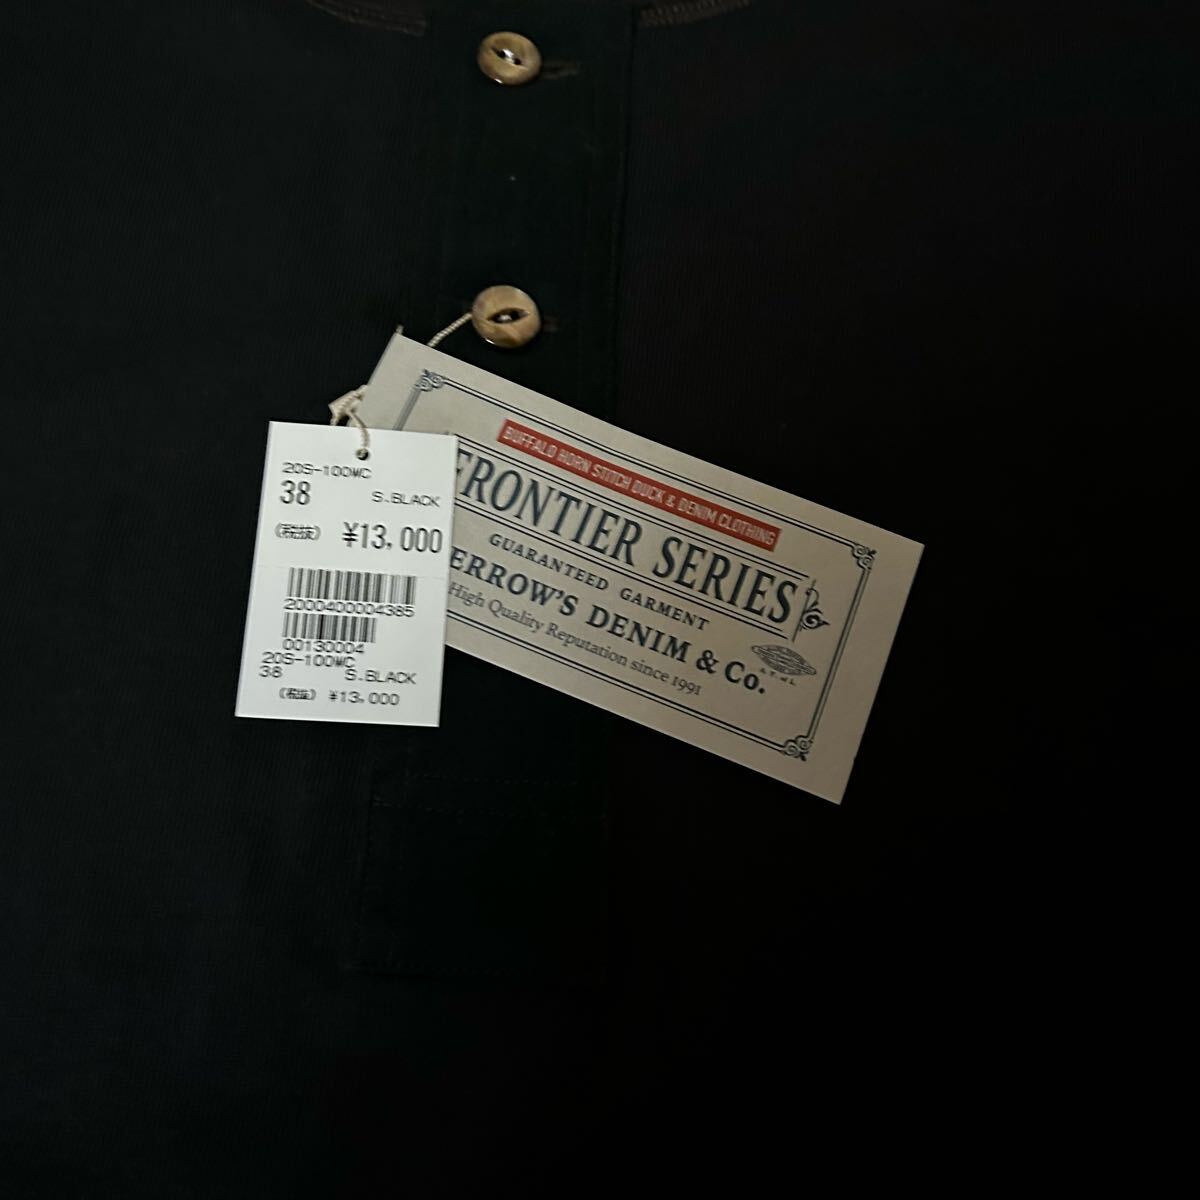 20S-100WC
38 S.BLACK
(税抜) ¥13,000
2000400004385
00130004
20S-100WC
38 S.BLACK
(税抜) ¥13,000
BUFFALO HORN STITCH DUCK & DENIM CLOTHING
FRONTIER SERIES
GUARANTEED GARMENT
ERROW'S DENIM & Co.
High Quality Reputation since 1991